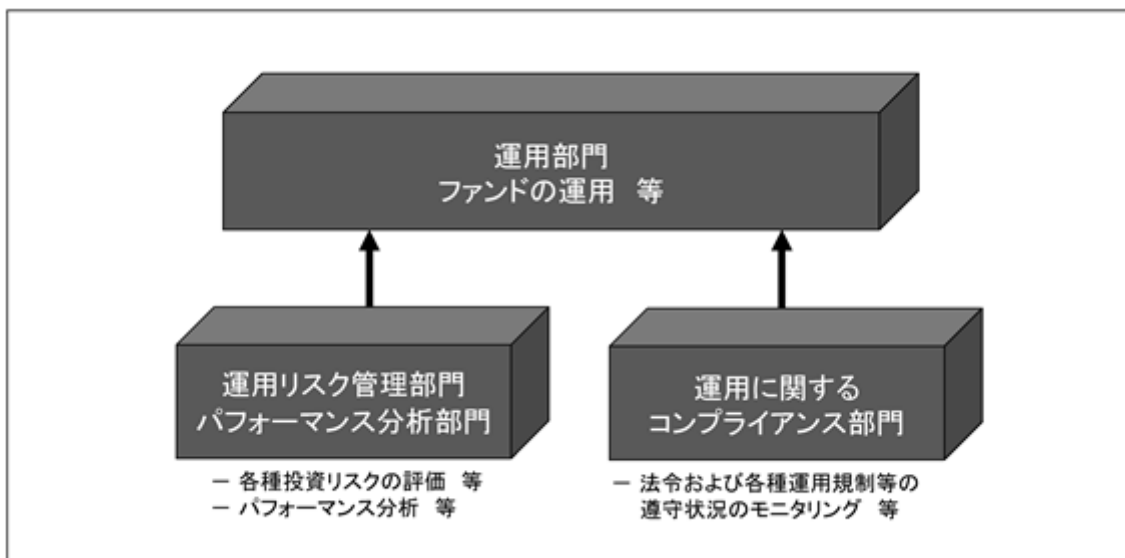 運用部門
ファンドの運用 等
運用リスク管理部門
パフォーマンス分析部門
－ 各種投資リスクの評価 等
－ パフォーマンス分析 等
運用に関する
コンプライアンス部門
－ 法令および各種運用規制等の
遵守状況のモニタリング 等